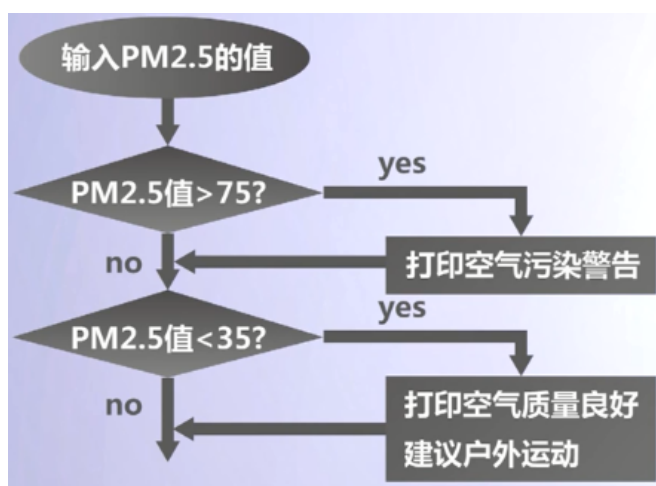 输入PM2.5的值
PM2.5值>75?
yes
no
打印空气污染警告
PM2.5值<35?
yes
no
打印空气质量良好
建议户外运动